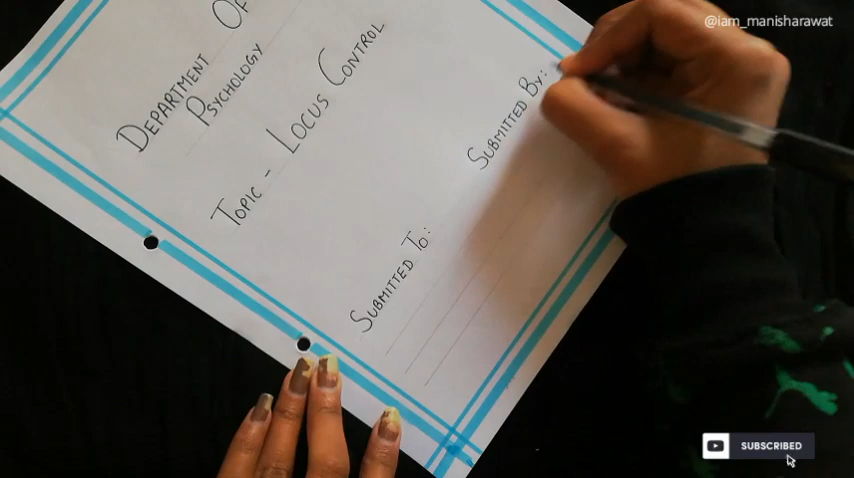 @iam_manisharawat
DEPARTMENT OF
PSYCHOLOGY
TOPIC - LOCUS CONTROL
SUBMITTED TO:
SUBMITTED BY:
SUBSCRIBED